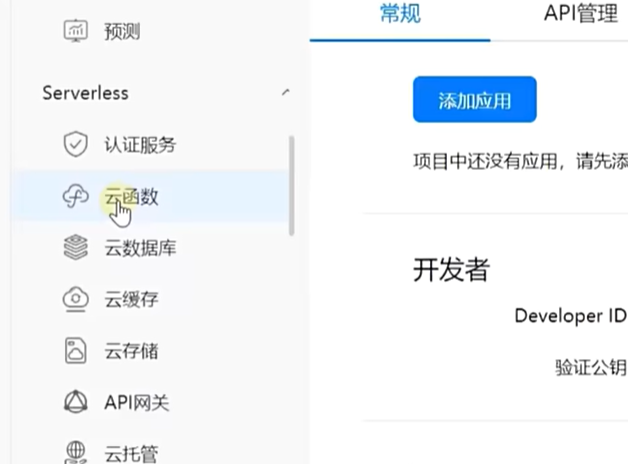 预测
Serverless
认证服务
云函数
云数据库
云缓存
云存储
API网关
云托管
常规
API管理
添加应用
项目中还没有应用，请先添
开发者
Developer ID
验证公钥